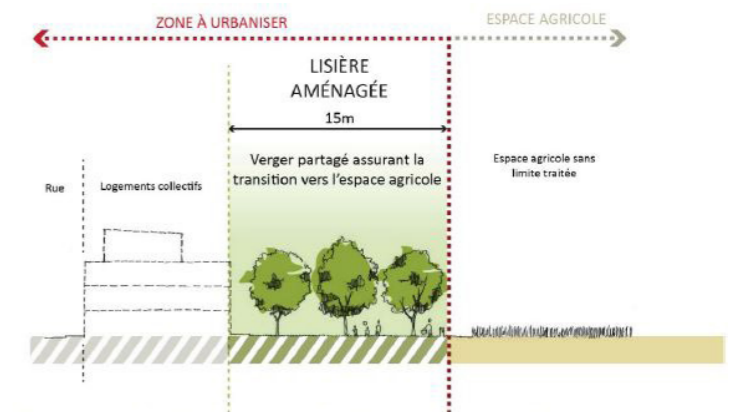 ZONE À URBANISER
ESPACE AGRICOLE
LISIÈRE
AMÉNAGÉE
15m
Verger partagé assurant la
transition vers l'espace agricole
Espace agricole sans
limite traitée
Rue
Logements collectifs